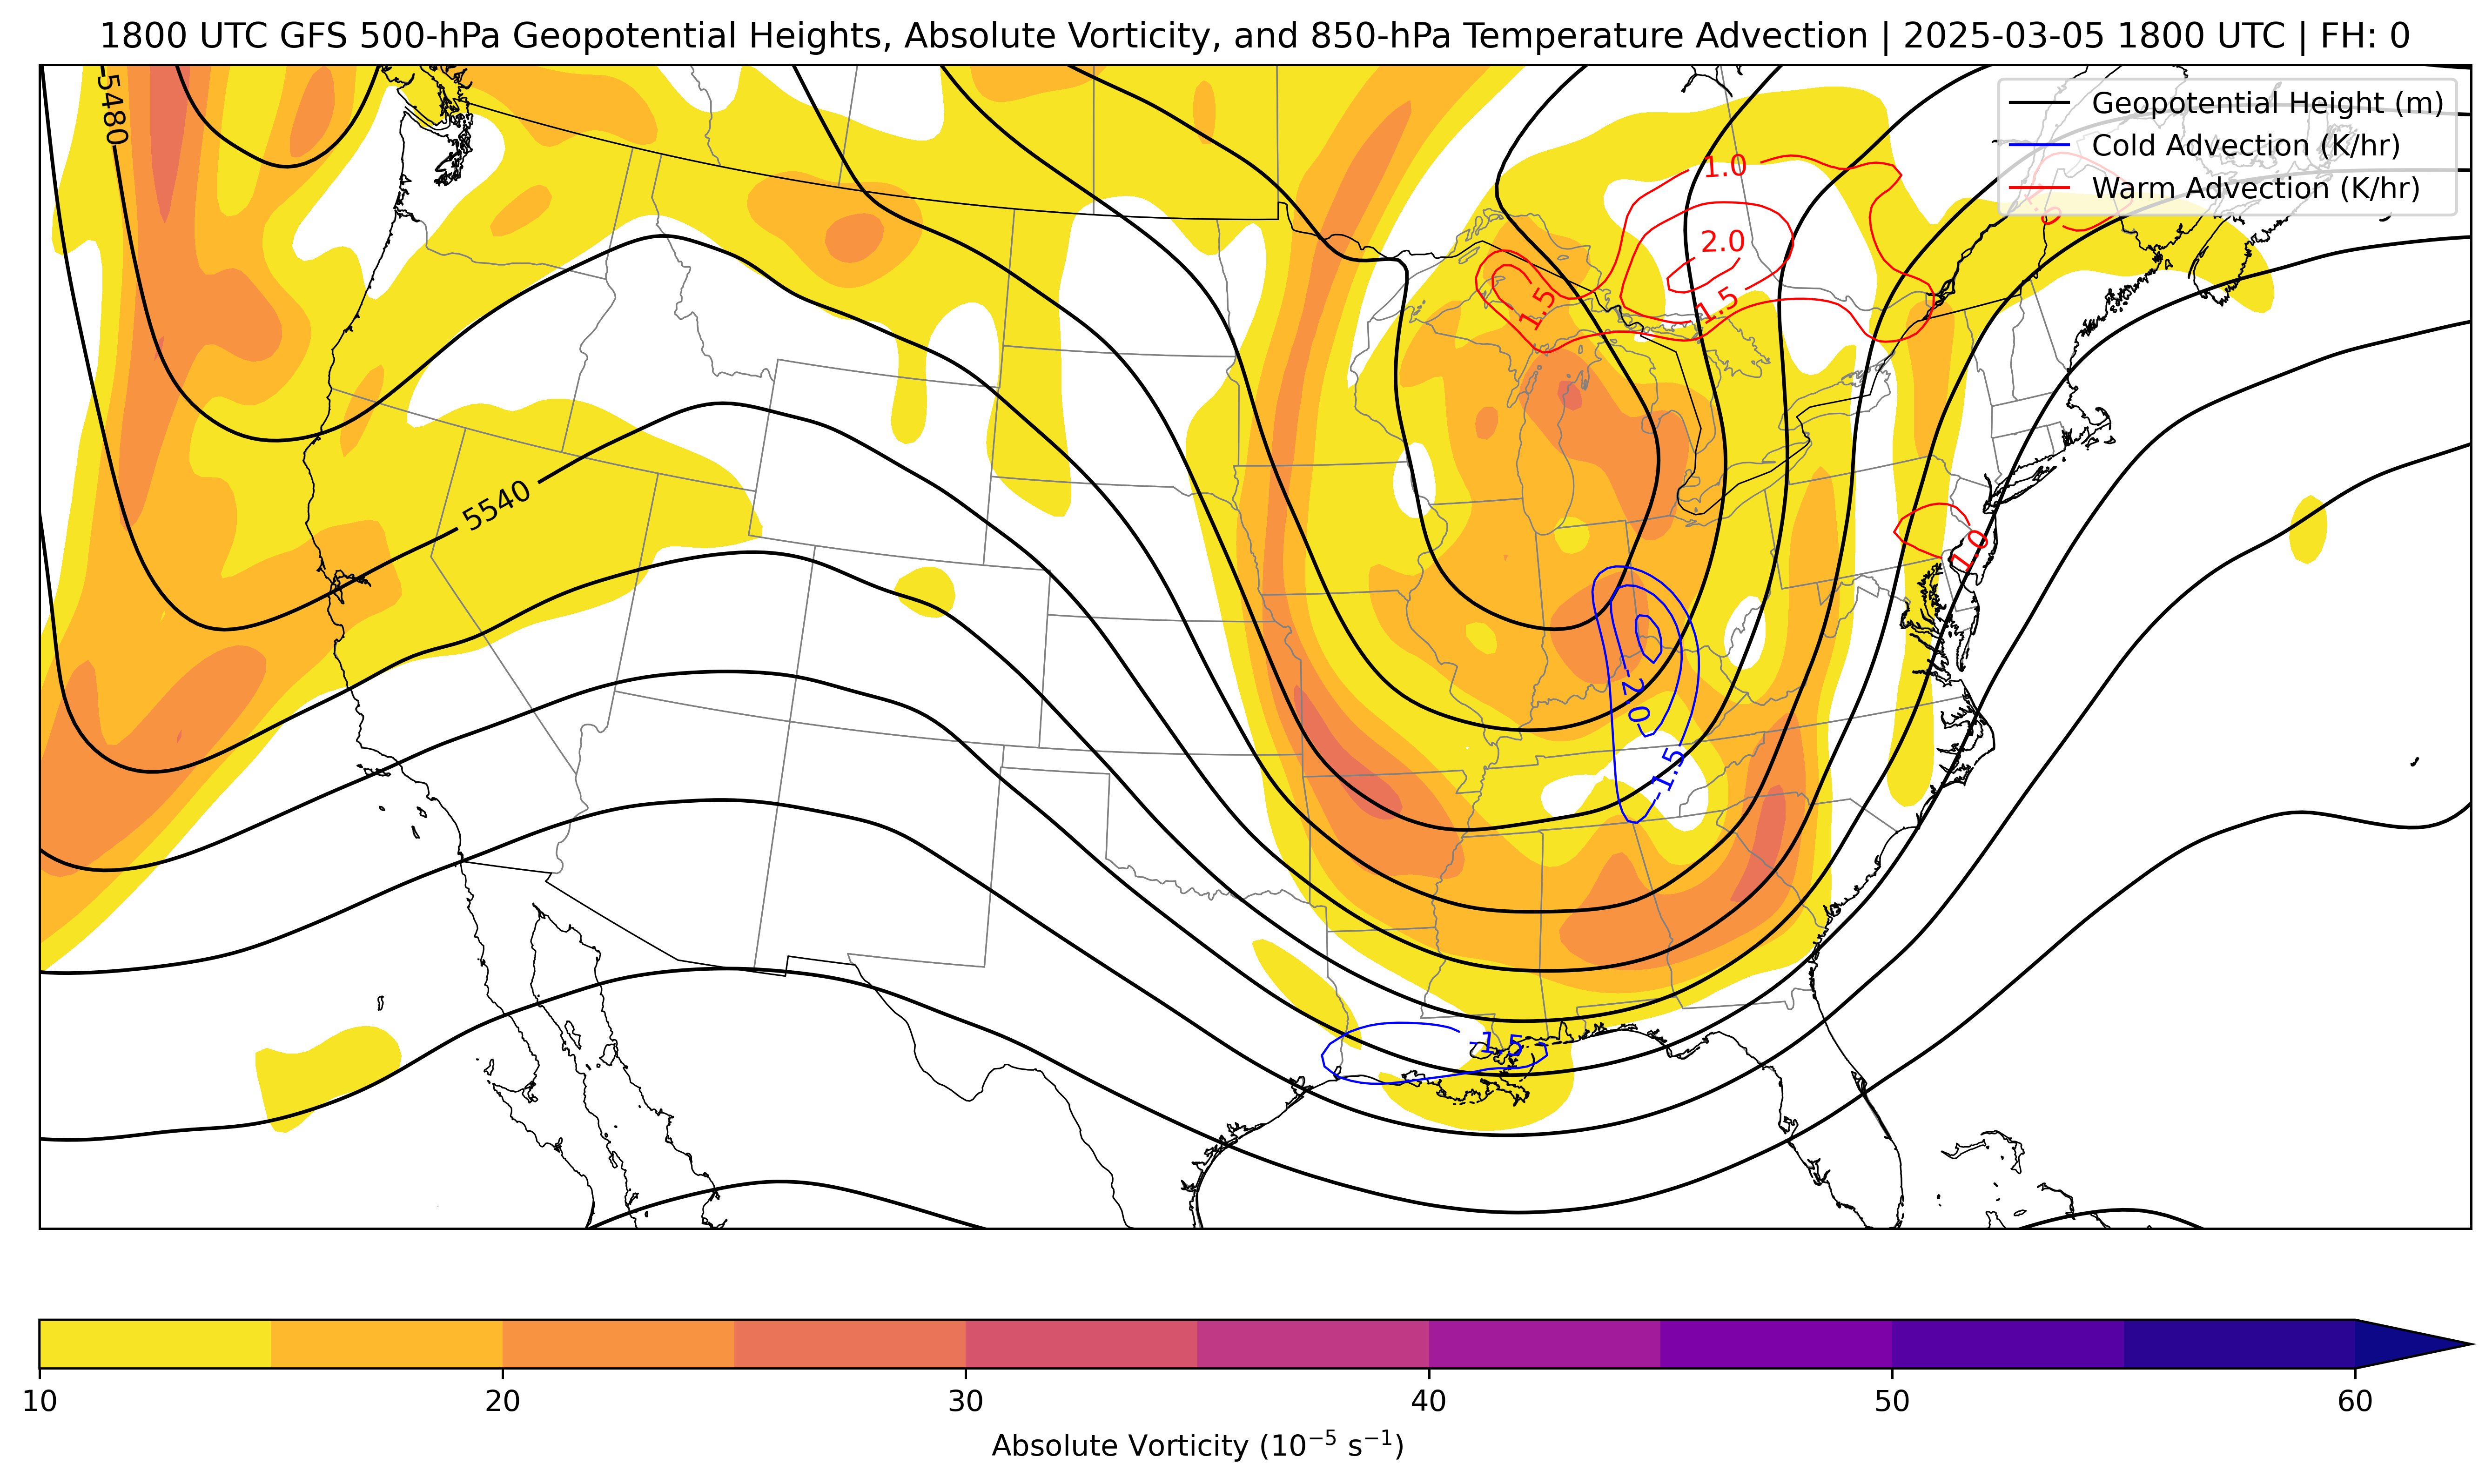 1800 UTC GFS 500-hPa Geopotential Heights, Absolute Vorticity, and 850-hPa Temperature Advection | 2025-03-05 1800 UTC | FH: 0
Geopotential Height (m)
Cold Advection (K/hr)
Warm Advection (K/hr)
5480
1.0
2.0
1.5
1.5
5540
1.0
-2.0
-1.5
-1.5
10 20 30 40 50 60
Absolute Vorticity (10⁻⁵ s⁻¹)